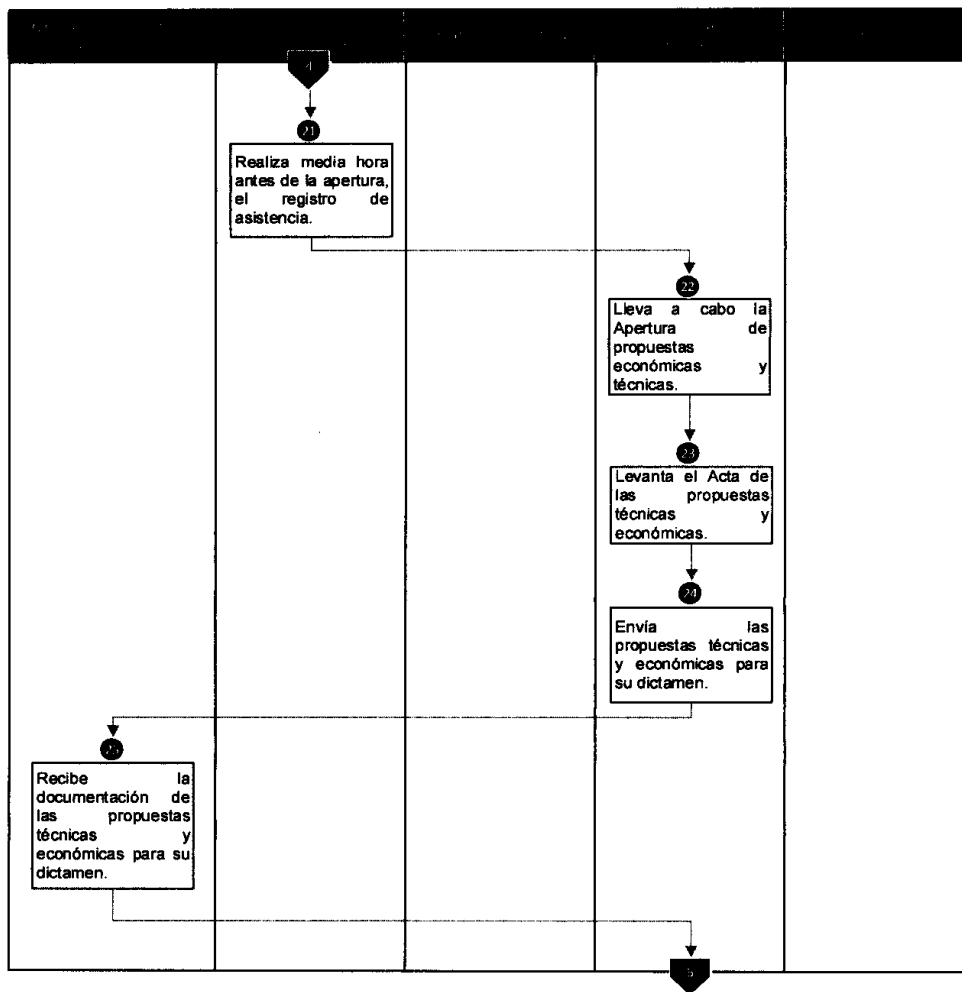 4
21
Realiza media hora
antes de la apertura,
el registro de
asistencia.
22
Lleva a cabo la
Apertura de
propuestas
económicas y
técnicas.
23
Levanta el Acta de
las propuestas
técnicas y
económicas.
24
Envía las
propuestas técnicas
y económicas para
su dictamen.
25
Recibe la
documentación de
las propuestas
técnicas y
económicas para su
dictamen.
5